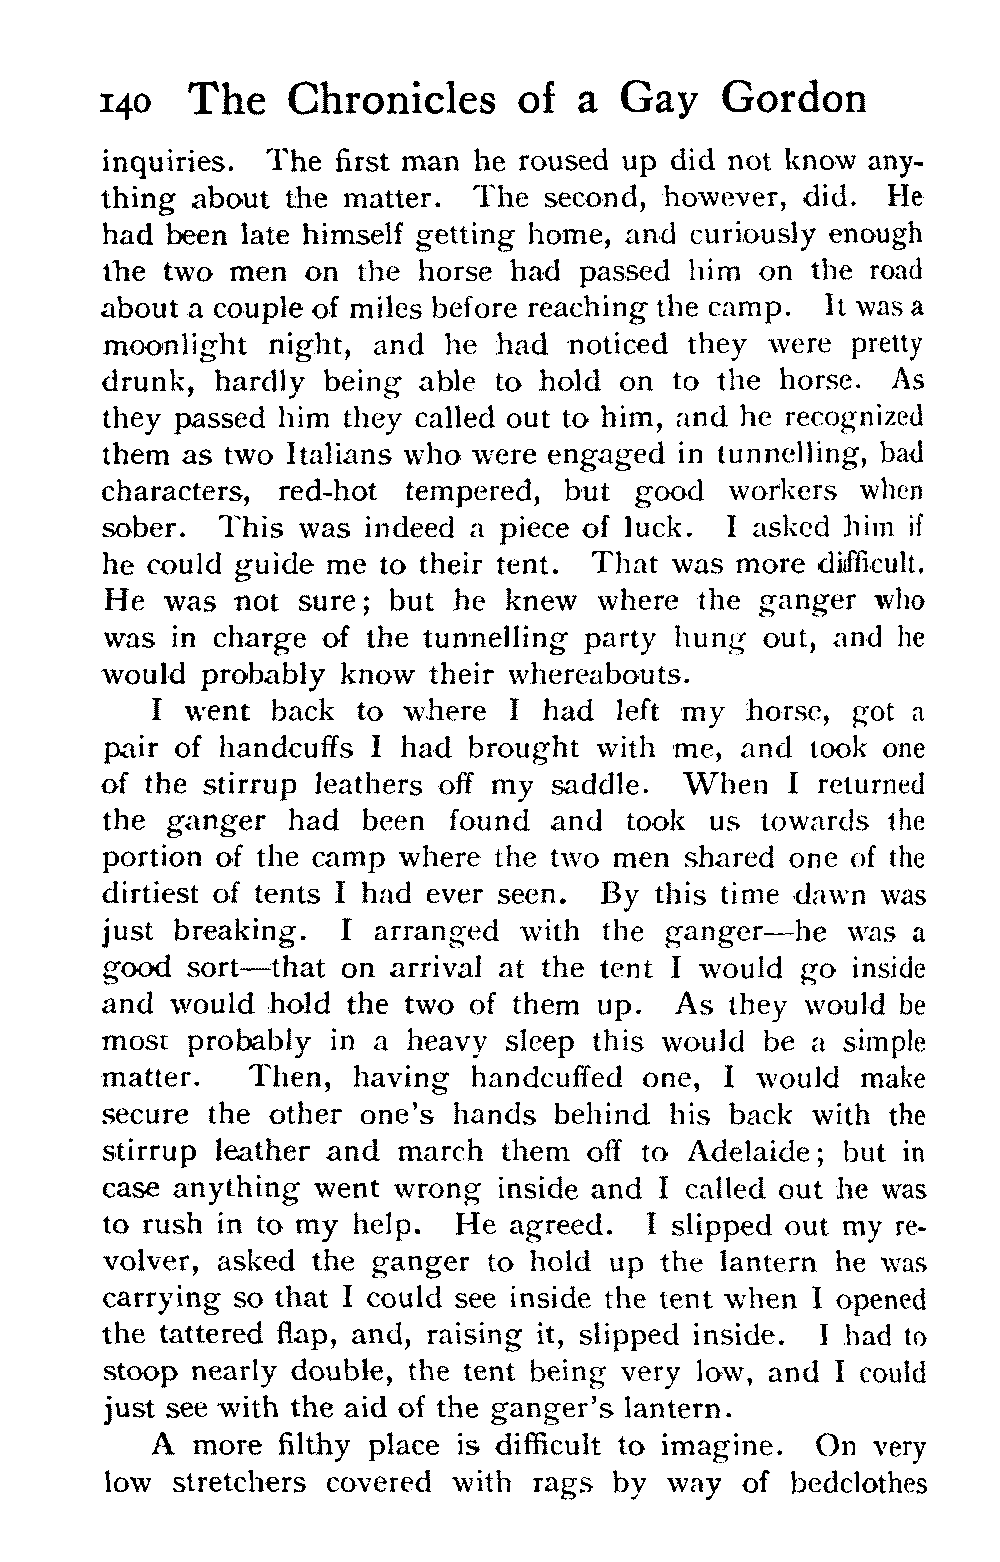 140 The Chronicles of a Gay Gordon
inquiries. The first man he roused up did not know any-
thing about the matter. The second, however, did. He
had been late himself getting home, and curiously enough
the two men on the horse had passed him on the road
about a couple of miles before reaching the camp. It was a
moonlight night, and he had noticed they were pretty
drunk, hardly being able to hold on to the horse. As
they passed him they called out to him, and he recognized
them as two Italians who were engaged in tunnelling, bad
characters, red-hot tempered, but good workers when
sober. This was indeed a piece of luck. I asked him if
he could guide me to their tent. That was more difficult.
He was not sure; but he knew where the ganger who
was in charge of the tunnelling party hung out, and he
would probably know their whereabouts.
I went back to where I had left my horse, got a
pair of handcuffs I had brought with me, and took one
of the stirrup leathers off my saddle. When I returned
the ganger had been found and took us towards the
portion of the camp where the two men shared one of the
dirtiest of tents I had ever seen. By this time dawn was
just breaking. I arranged with the ganger—he was a
good sort—that on arrival at the tent I would go inside
and would hold the two of them up. As they would be
most probably in a heavy sleep this would be a simple
matter. Then, having handcuffed one, I would make
secure the other one's hands behind his back with the
stirrup leather and march them off to Adelaide; but in
case anything went wrong inside and I called out he was
to rush in to my help. He agreed. I slipped out my re-
volver, asked the ganger to hold up the lantern he was
carrying so that I could see inside the tent when I opened
the tattered flap, and, raising it, slipped inside. I had to
stoop nearly double, the tent being very low, and I could
just see with the aid of the ganger's lantern.
A more filthy place is difficult to imagine. On very
low stretchers covered with rags by way of bedclothes